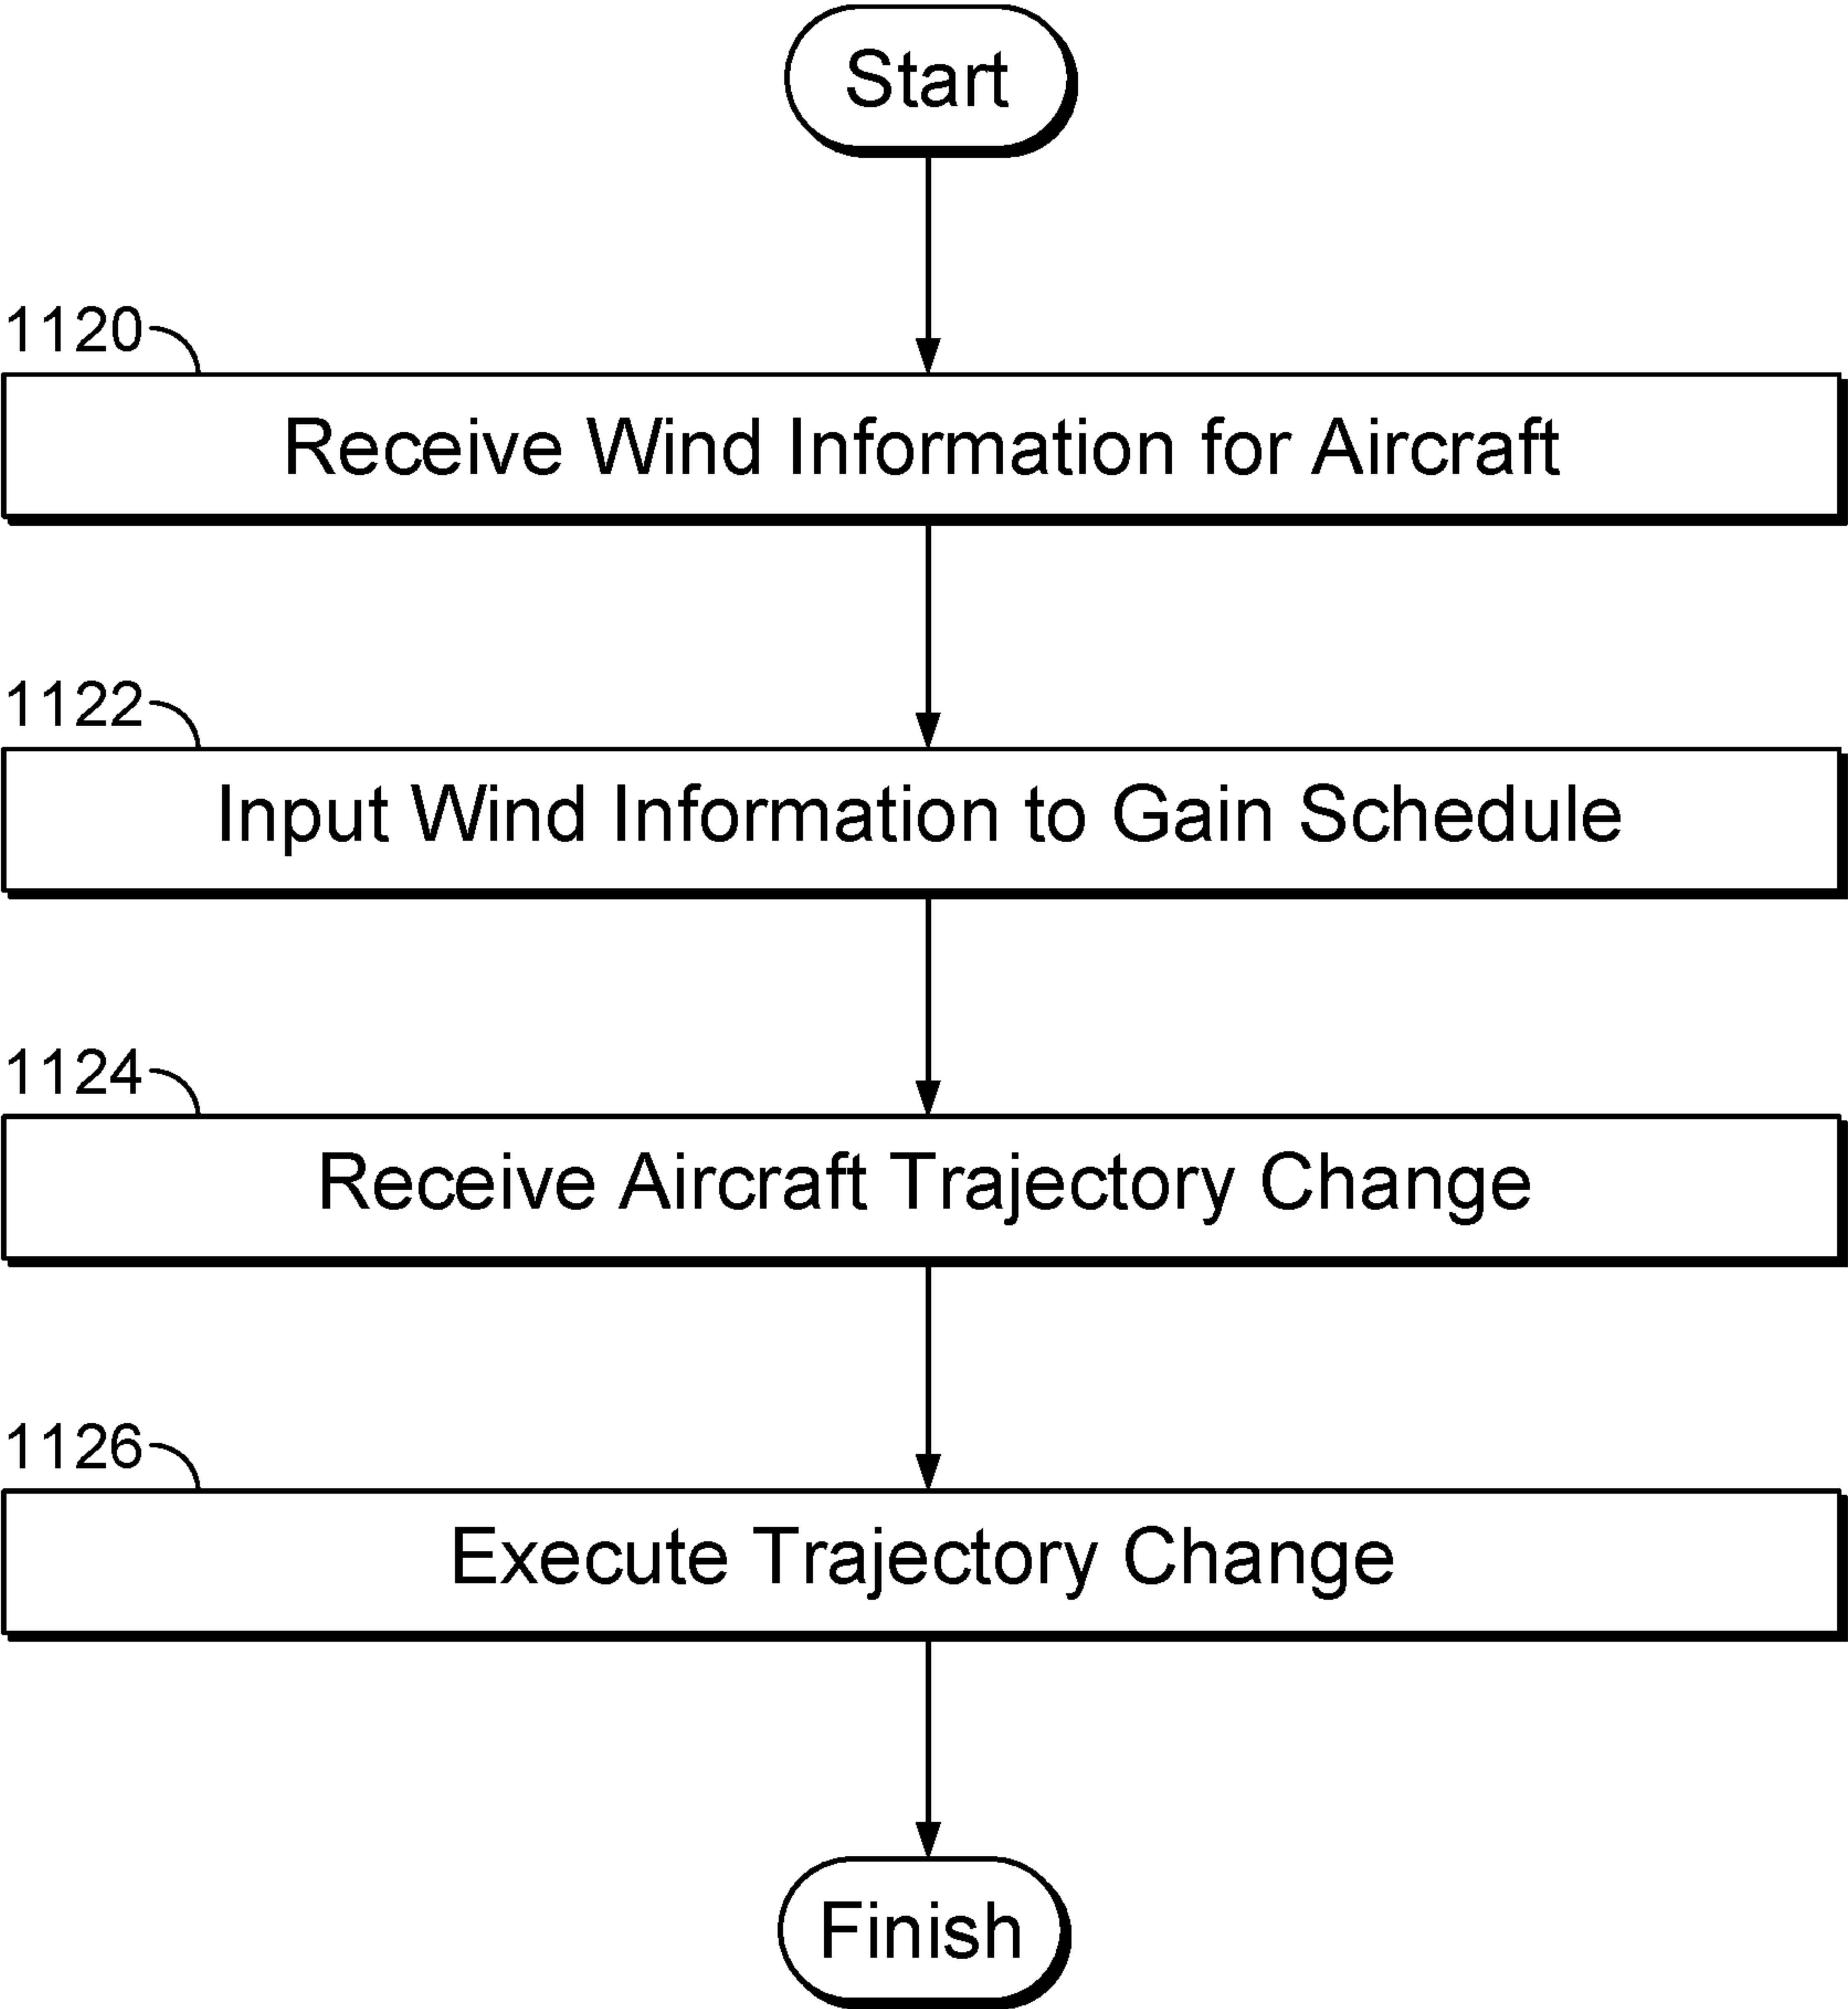 Start
1120
Receive Wind Information for Aircraft
1122
Input Wind Information to Gain Schedule
1124
Receive Aircraft Trajectory Change
1126
Execute Trajectory Change
Finish